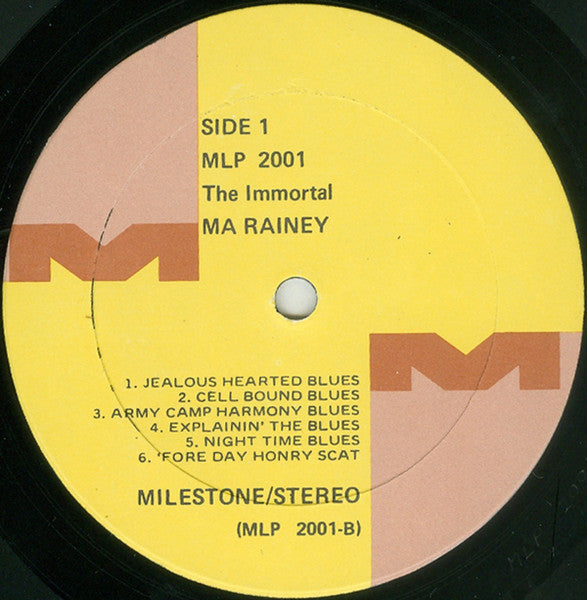 SIDE 1
MLP 2001
The Immortal
MA RAINEY
1. JEALOUS HEARTED BLUES
2. CELL BOUND BLUES
3. ARMY CAMP HARMONY BLUES
4. EXPLAININ' THE BLUES
5. NIGHT TIME BLUES
6. 'FORE DAY HONRY SCAT
MILESTONE/STEREO
(MLP 2001-B)